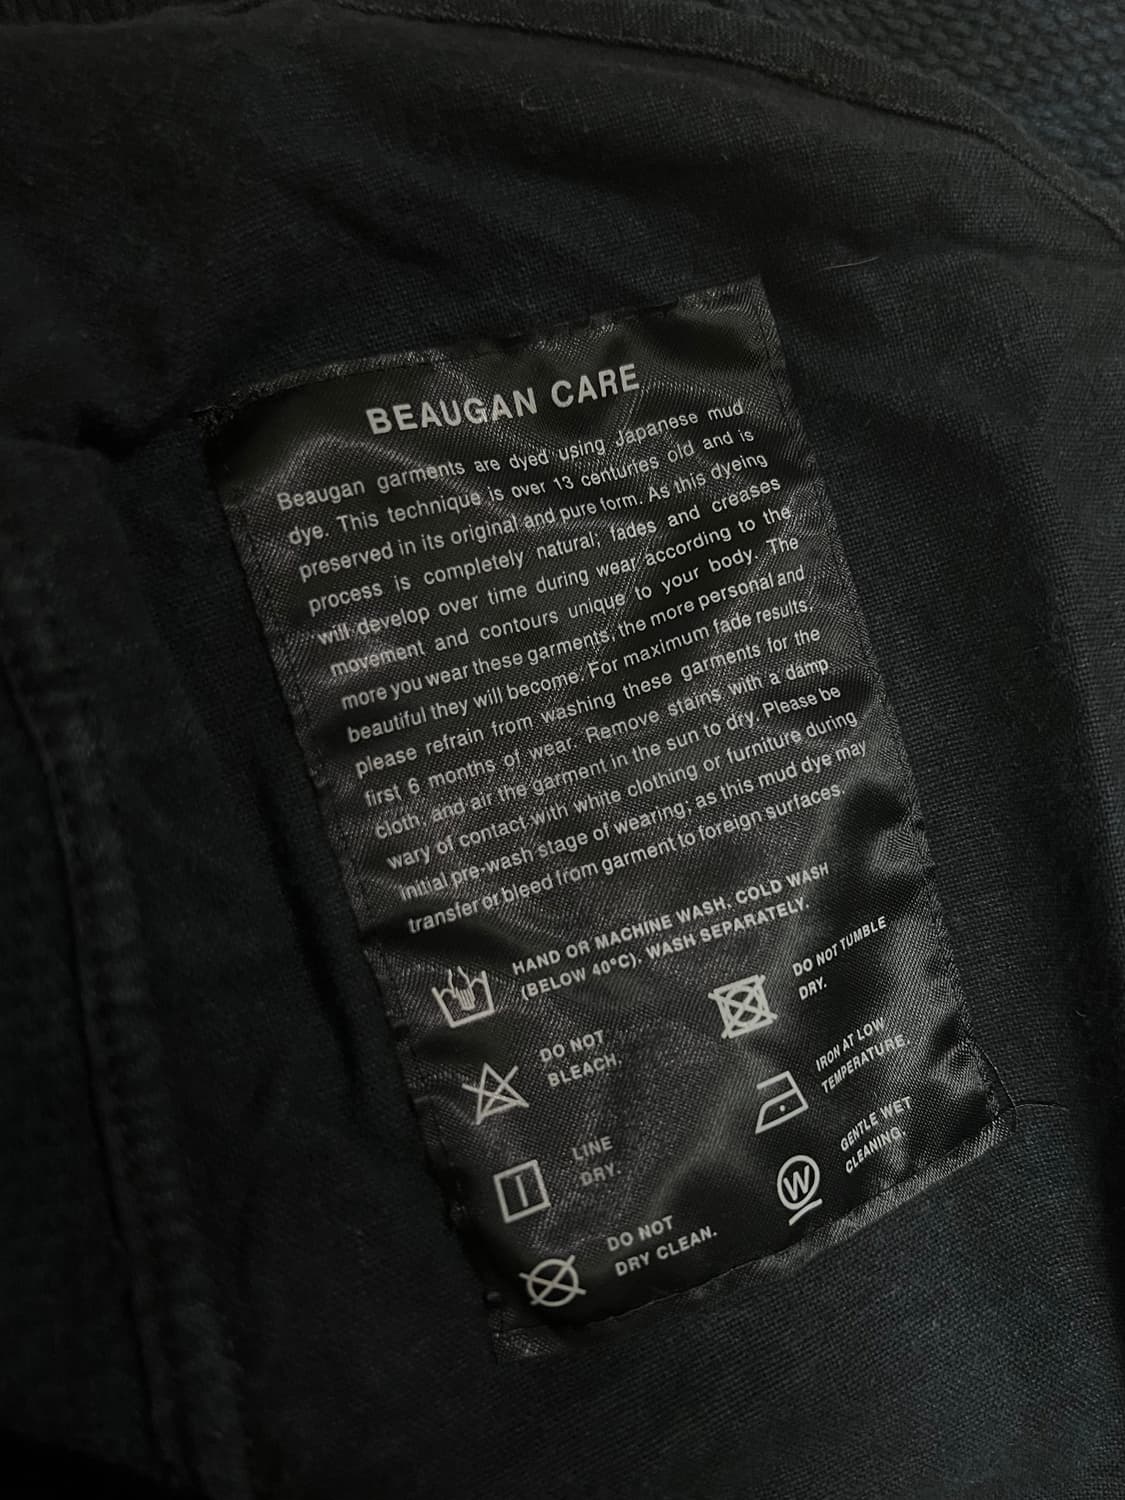 BEAUGAN CARE
Beaugan garments are dyed using Japanese mud
dye. This technique is over 13 centuries old and is
preserved in its original and pure form. As this dyeing
process is completely natural; fades and creases
will develop over time during wear according to the
movement and contours unique to your body. The
more you wear these garments, the more personal and
beautiful they will become. For maximum fade results,
please refrain from washing these garments for the
first 6 months of wear. Remove stains with a damp
cloth, and air the garment in the sun to dry. Please be
wary of contact with white clothing or furniture during
initial pre-wash stage of wearing; as this mud dye may
transfer or bleed from garment to foreign surfaces.
HAND OR MACHINE WASH. COLD WASH
(BELOW 40°C). WASH SEPARATELY.
DO NOT
BLEACH.
DO NOT TUMBLE
DRY.
LINE
DRY.
IRON AT LOW
TEMPERATURE.
DO NOT
DRY CLEAN.
W
GENTLE WET
CLEANING.